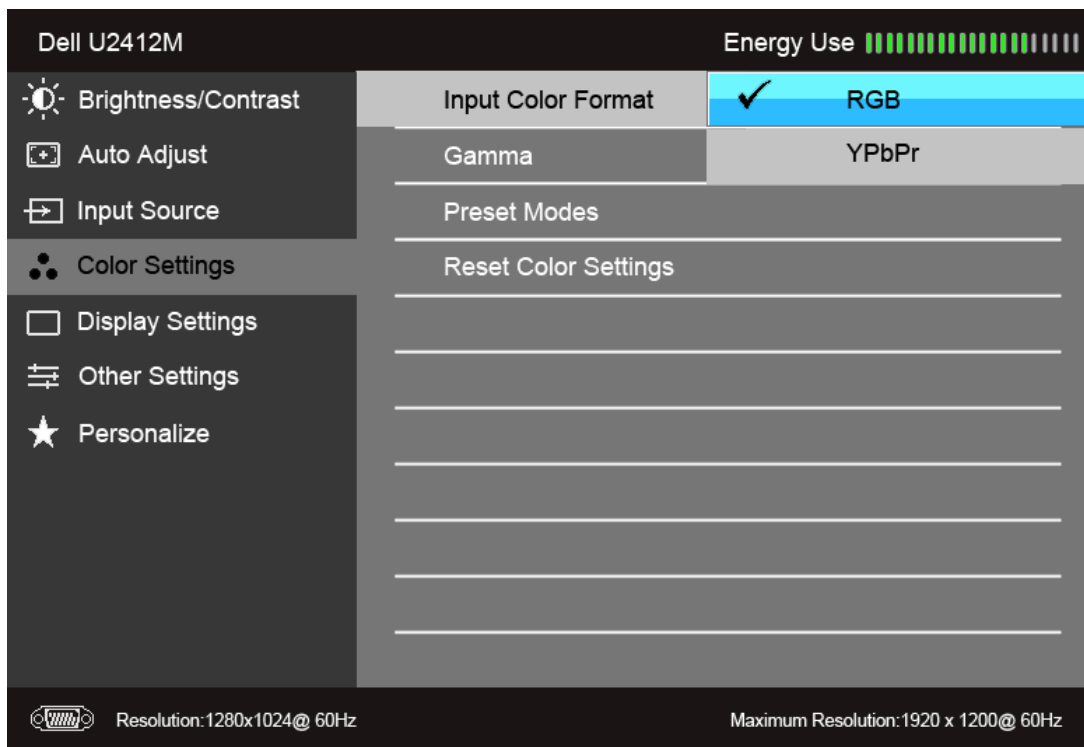 Dell U2412M Energy Use
Brightness/Contrast Input Color Format RGB
Auto Adjust Gamma YPbPr
Input Source Preset Modes
Color Settings Reset Color Settings
Display Settings
Other Settings
Personalize
Resolution:1280x1024@ 60Hz Maximum Resolution:1920 x 1200@ 60Hz